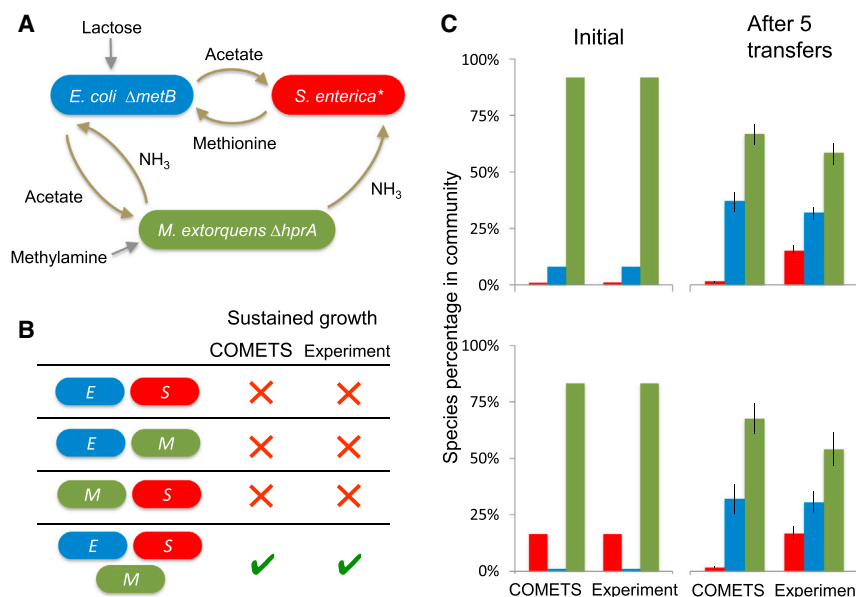 A
Lactose
Acetate
E. coli ΔmetB
S. enterica*
Methionine
NH3
Acetate
NH3
M. extorquens ΔhprA
Methylamine
B
Sustained growth
COMETS Experiment
E S
E M
M S
E S
M
C
Initial
After 5
transfers
Species percentage in community
100%
75%
50%
25%
0%
75%
50%
25%
0%
COMETS Experiment COMETS Experimen